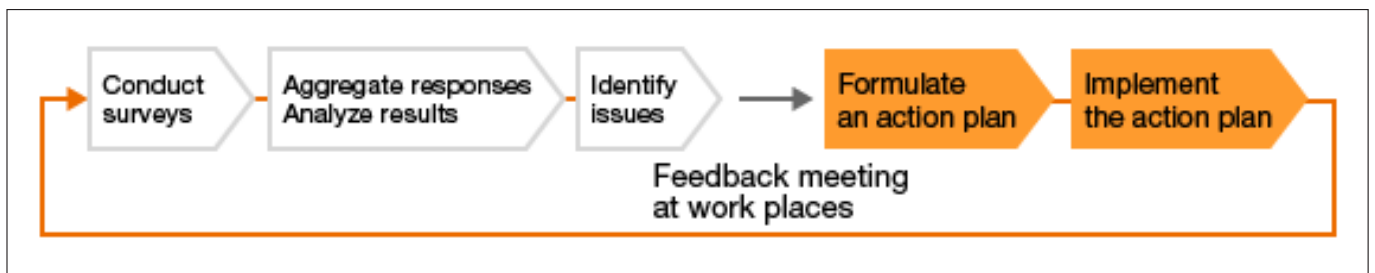 Conduct
surveys
Aggregate responses
Analyze results
Identify
issues
Formulate
an action plan
Implement
the action plan
Feedback meeting
at work places